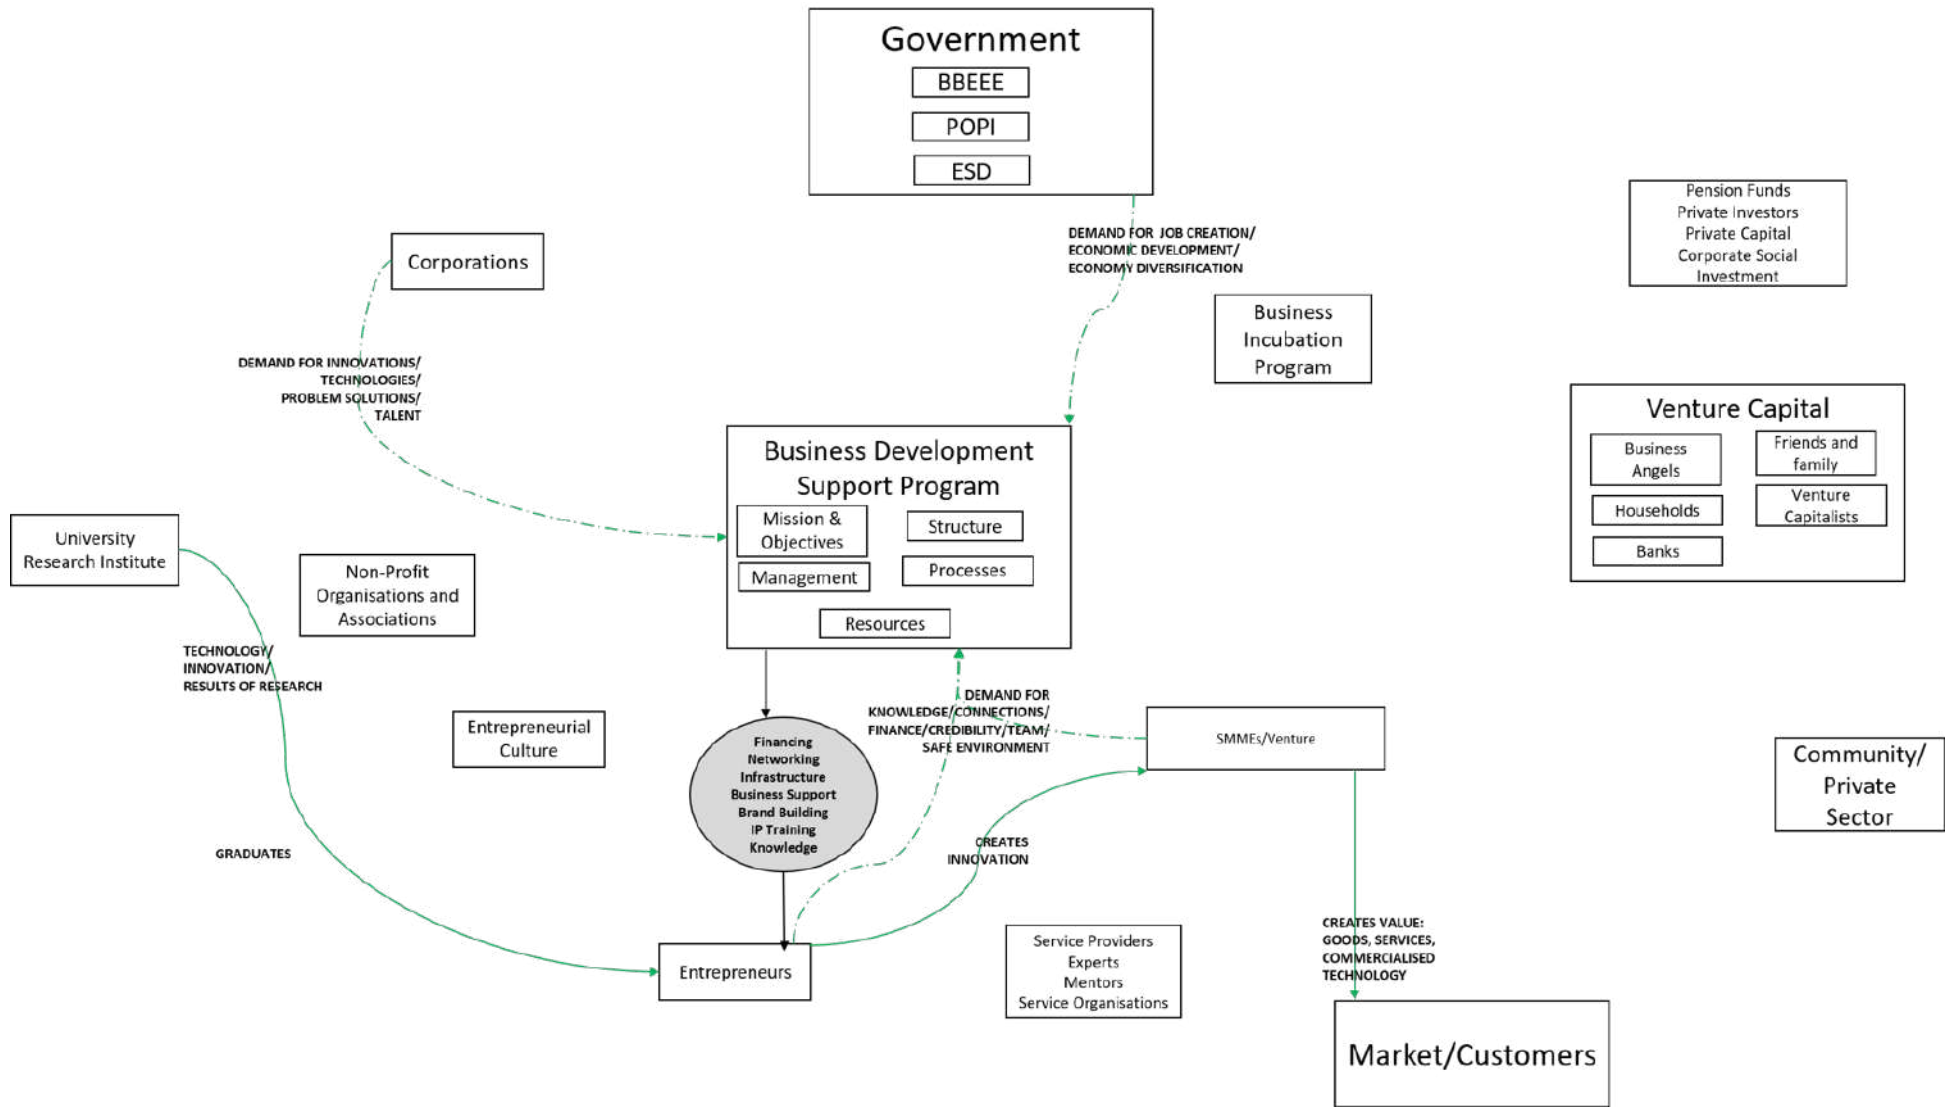 Government
BBEEE
POPI
ESD
Pension Funds
Private Investors
Private Capital
Corporate Social
Investment
Corporations
DEMAND FOR JOB CREATION/
ECONOMIC DEVELOPMENT/
ECONOMY DIVERSIFICATION
Business
Incubation
Program
DEMAND FOR INNOVATIONS/
TECHNOLOGIES/
PROBLEM SOLUTIONS/
TALENT
Venture Capital
Business
Angels
Friends and
family
Households
Venture
Capitalists
Banks
Business Development
Support Program
Mission &
Objectives
Structure
Management
Processes
Resources
University
Research Institute
Non-Profit
Organisations and
Associations
TECHNOLOGY/
INNOVATION/
RESULTS OF RESEARCH
Entrepreneurial
Culture
DEMAND FOR
KNOWLEDGE/CONNECTIONS/
FINANCE/CREDIBILITY/TEAM/
SAFE ENVIRONMENT
SMMEs/Venture
Financing
Networking
Infrastructure
Business Support
Brand Building
IP Training
Knowledge
Community/
Private
Sector
GRADUATES
CREATES
INNOVATION
Entrepreneurs
Service Providers
Experts
Mentors
Service Organisations
CREATES VALUE:
GOODS, SERVICES,
COMMERCIALISED
TECHNOLOGY
Market/Customers